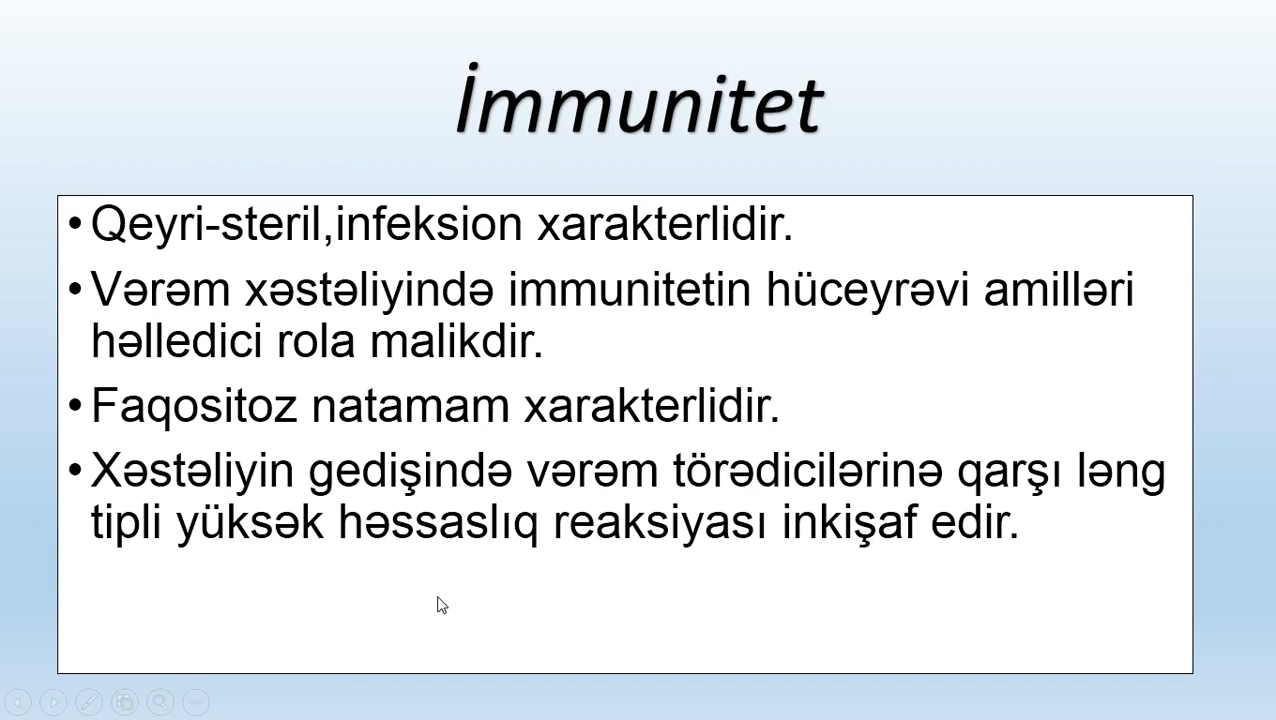 İmmunitet
•Qeyri-steril,infeksion xarakterlidir.
•Vərəm xəstəliyində immunitetin hüceyrəvi amilləri
həlledici rola malikdir.
•Faqositoz natamam xarakterlidir.
•Xəstəliyin gedişində vərəm törədicilərinə qarşı ləng
tipli yüksək həssaslıq reaksiyası inkişaf edir.